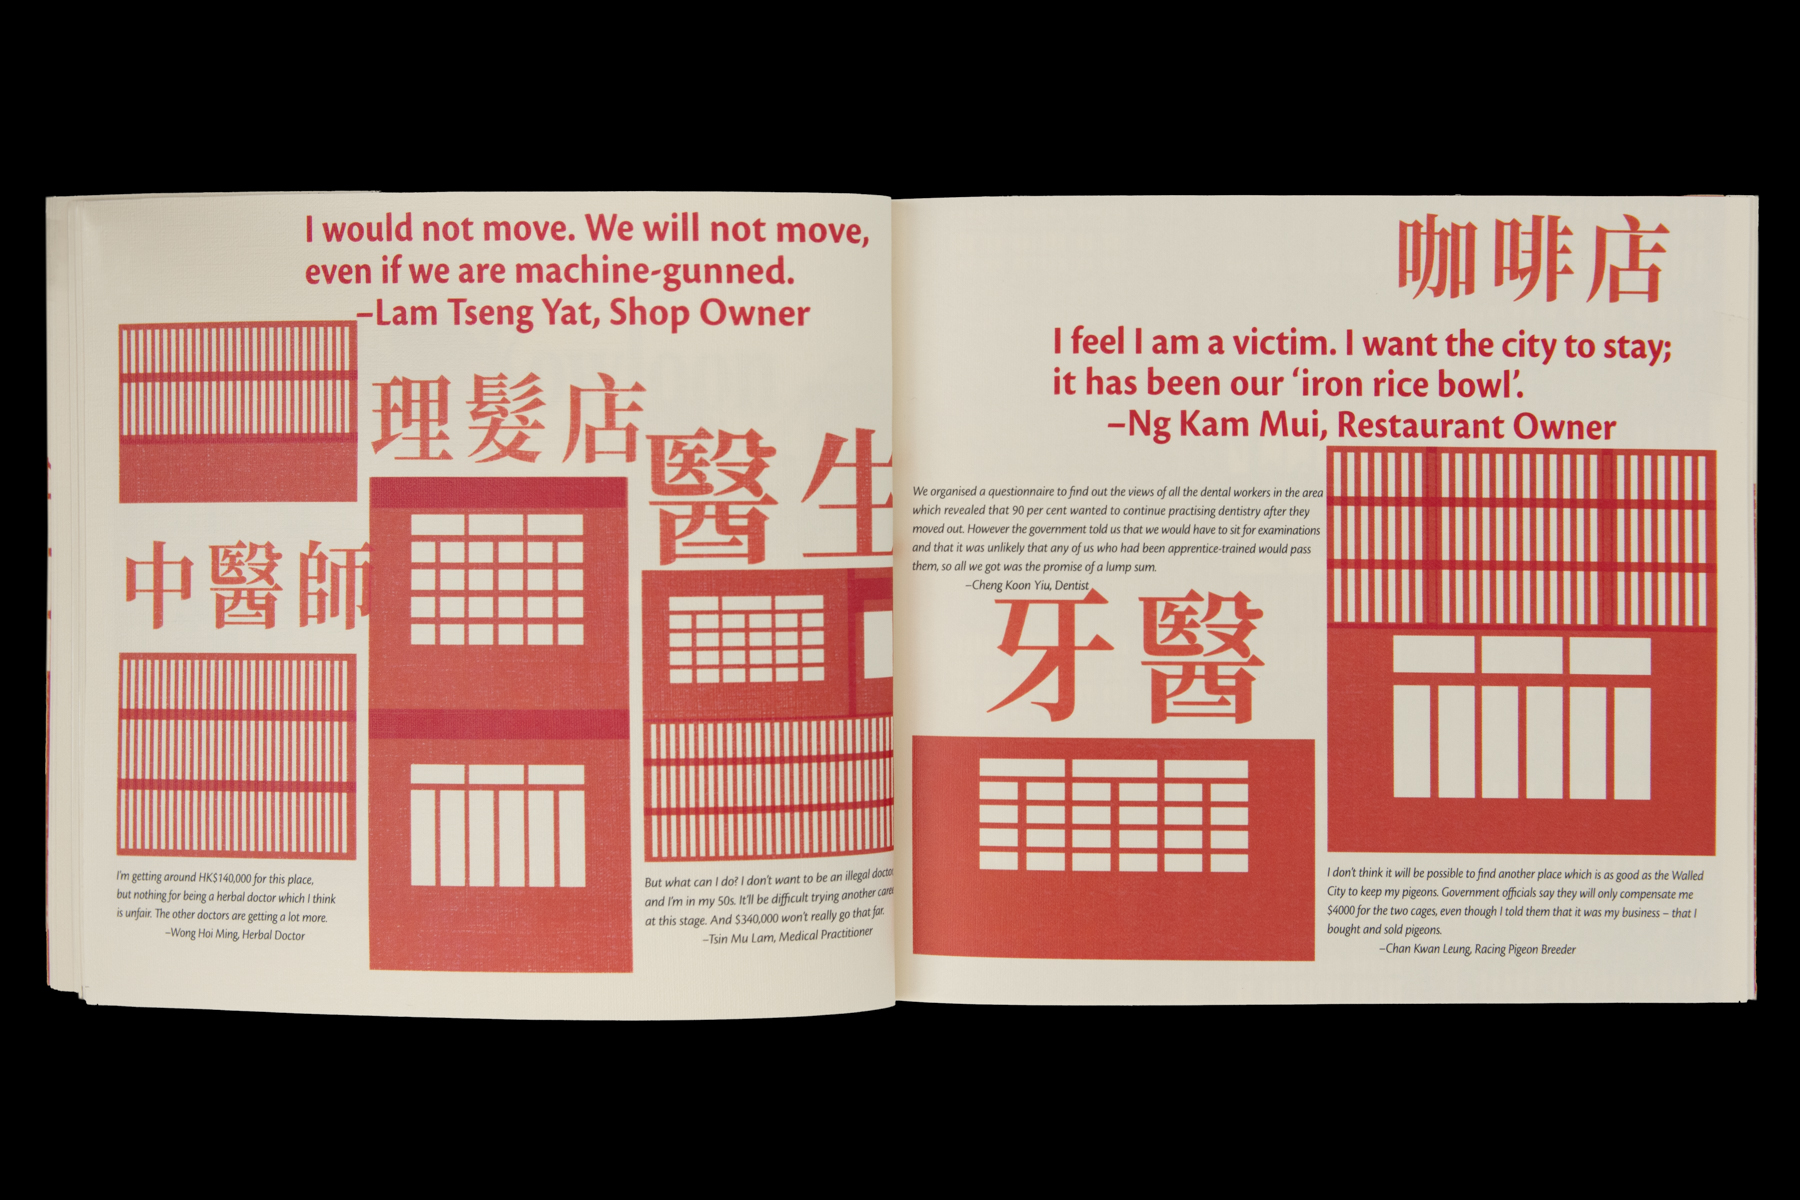 I would not move. We will not move,
even if we are machine-gunned.
–Lam Tseng Yat, Shop Owner
理髮店
醫生
中醫師
I'm getting around HK$140,000 for this place,
but nothing for being a herbal doctor which I think
is unfair. The other doctors are getting a lot more.
–Wong Hoi Ming, Herbal Doctor
But what can I do? I don't want to be an illegal doctor
and I'm in my 50s. It'll be difficult trying another career
at this stage. And $340,000 won't really go that far.
–Tsin Mu Lam, Medical Practitioner
咖啡店
I feel I am a victim. I want the city to stay;
it has been our ‘iron rice bowl’.
–Ng Kam Mui, Restaurant Owner
We organised a questionnaire to find out the views of all the dental workers in the area
which revealed that 90 per cent wanted to continue practising dentistry after they
moved out. However the government told us that we would have to sit for examinations
and that it was unlikely that any of us who had been apprentice-trained would pass
them, so all we got was the promise of a lump sum.
–Cheng Koon Yiu, Dentist
牙醫
I don't think it will be possible to find another place which is as good as the Walled
City to keep my pigeons. Government officials say they will only compensate me
$4000 for the two cages, even though I told them that it was my business – that I
bought and sold pigeons.
–Chan Kwan Leung, Racing Pigeon Breeder